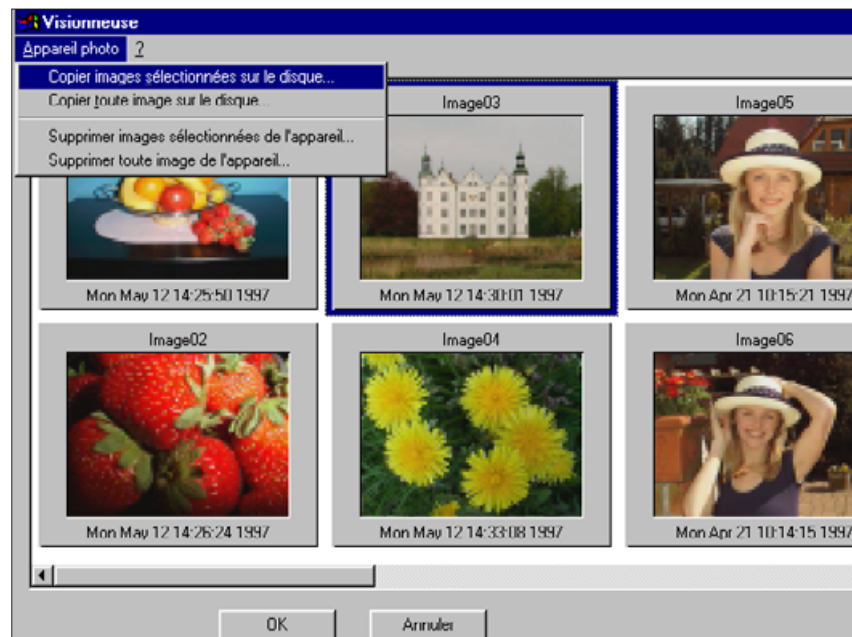 Visionneuse
Appareil photo ?
Copier images sélectionnées sur le disque...
Copier toute image sur le disque...
Supprimer images sélectionnées de l'appareil...
Supprimer toute image de l'appareil...
Image03
Image05
Mon May 12 14:25:50 1997
Mon May 12 14:30:01 1997
Mon Apr 21 10:15:21 1997
Image02
Image04
Image06
Mon May 12 14:26:24 1997
Mon May 12 14:33:08 1997
Mon Apr 21 10:14:15 1997
OK
Annuler